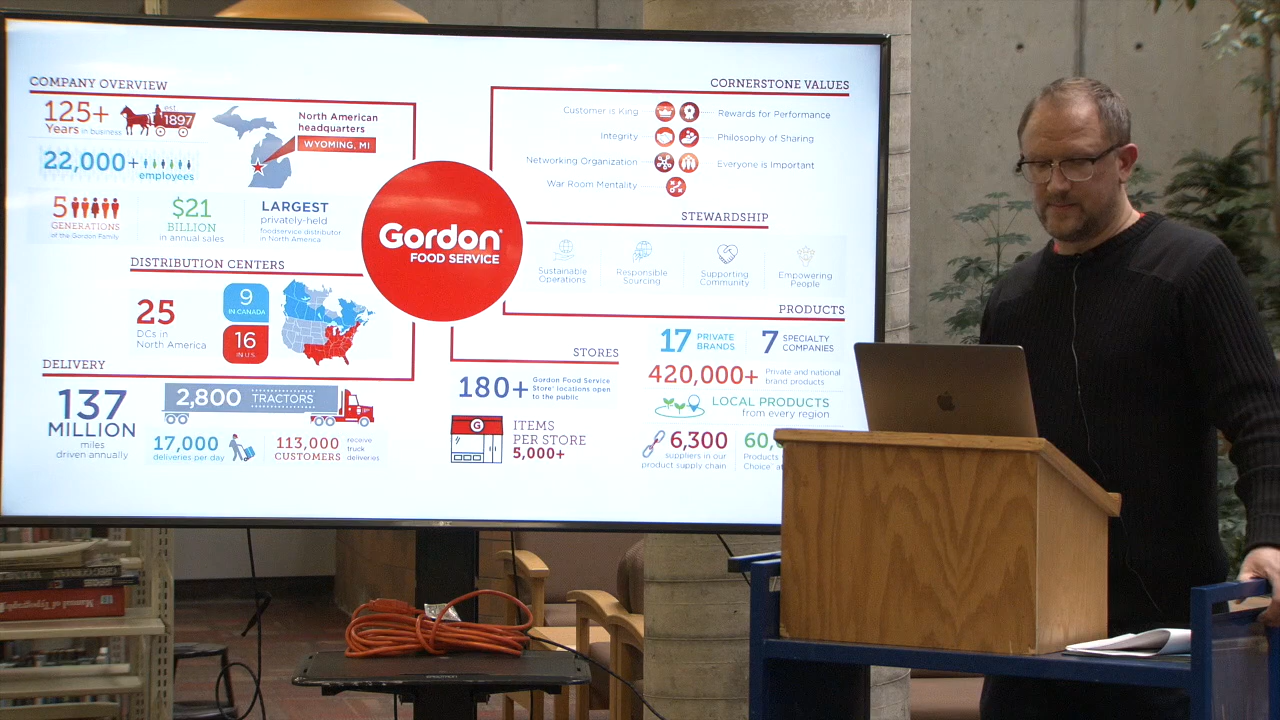 COMPANY OVERVIEW
125+
Years in business
est.
1897
North American
headquarters
WYOMING, MI
22,000+
employees
5
GENERATIONS
of the Gordon Family
$21
BILLION
in annual sales
LARGEST
privately-held
foodservice distributor
in North America
DISTRIBUTION CENTERS
25
DCs in
North America
9
IN CANADA
16
IN U.S.
DELIVERY
137
MILLION
miles
driven annually
2,800 TRACTORS
17,000
deliveries per day
113,000
CUSTOMERS
receive
truck
deliveries
Gordon
FOOD SERVICE
CORNERSTONE VALUES
Customer is King
Rewards for Performance
Integrity
Philosophy of Sharing
Networking Organization
Everyone is Important
War Room Mentality
STEWARDSHIP
Sustainable
Operations
Responsible
Sourcing
Supporting
Community
Empowering
People
PRODUCTS
17 PRIVATE
BRANDS
7 SPECIALTY
COMPANIES
420,000+
Private and national
brand products
LOCAL PRODUCTS
from every region
6,300
suppliers in our
product supply chain
60,
Products
Choice
STORES
180+
Gordon Food Service
Store locations open
to the public
G
ITEMS
PER STORE
5,000+
LG
Manual of Typography